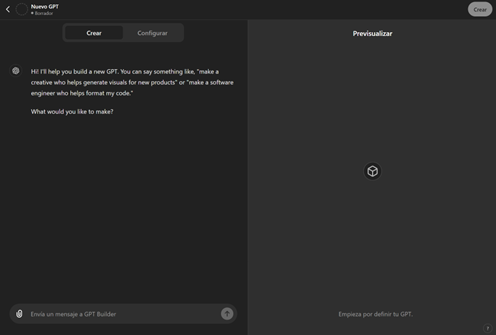 Nuevo GPT
Borrador
Crear
Crear
Configurar
Previsualizar
Hi! I'll help you build a new GPT. You can say something like, "make a
creative who helps generate visuals for new products" or "make a software
engineer who helps format my code."
What would you like to make?
Envía un mensaje a GPT Builder
Empieza por definir tu GPT.
?